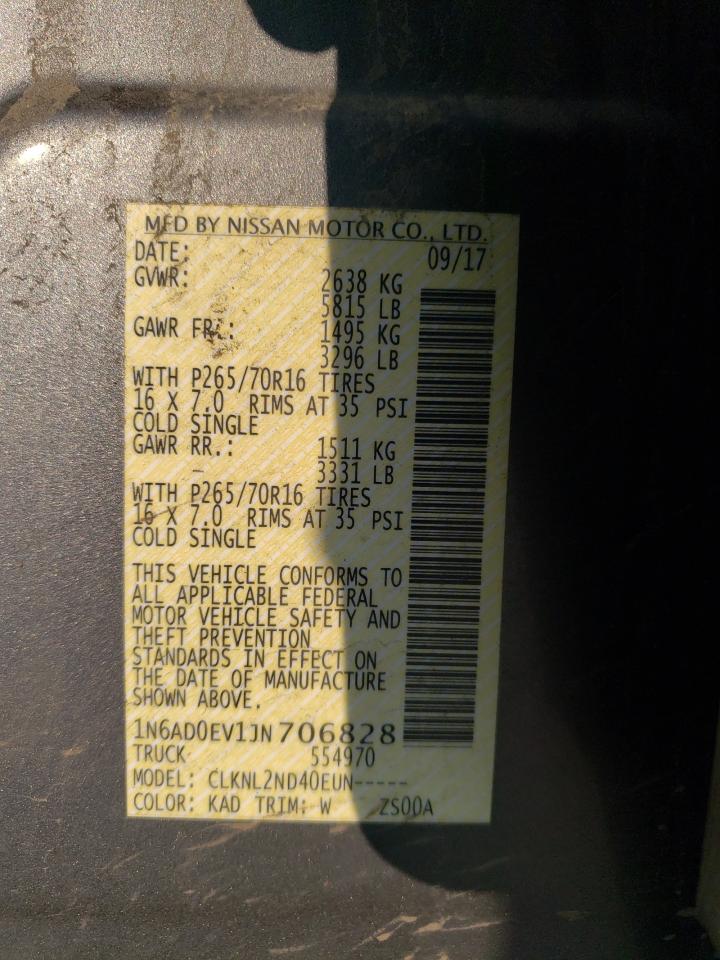 MFD BY NISSAN MOTOR CO., LTD.
DATE: 09/17
GVWR: 2638 KG
5815 LB
GAWR FR.: 1495 KG
3296 LB
WITH P265/70R16 TIRES
16 X 7.0 RIMS AT 35 PSI
COLD SINGLE
GAWR RR.: 1511 KG
3331 LB
WITH P265/70R16 TIRES
16 X 7.0 RIMS AT 35 PSI
COLD SINGLE
THIS VEHICLE CONFORMS TO
ALL APPLICABLE FEDERAL
MOTOR VEHICLE SAFETY AND
THEFT PREVENTION
STANDARDS IN EFFECT ON
THE DATE OF MANUFACTURE
SHOWN ABOVE.
1N6AD0EV1JN706828
TRUCK 554970
MODEL: CLKNL2ND40EUN-----
COLOR: KAD TRIM: W ZS00A